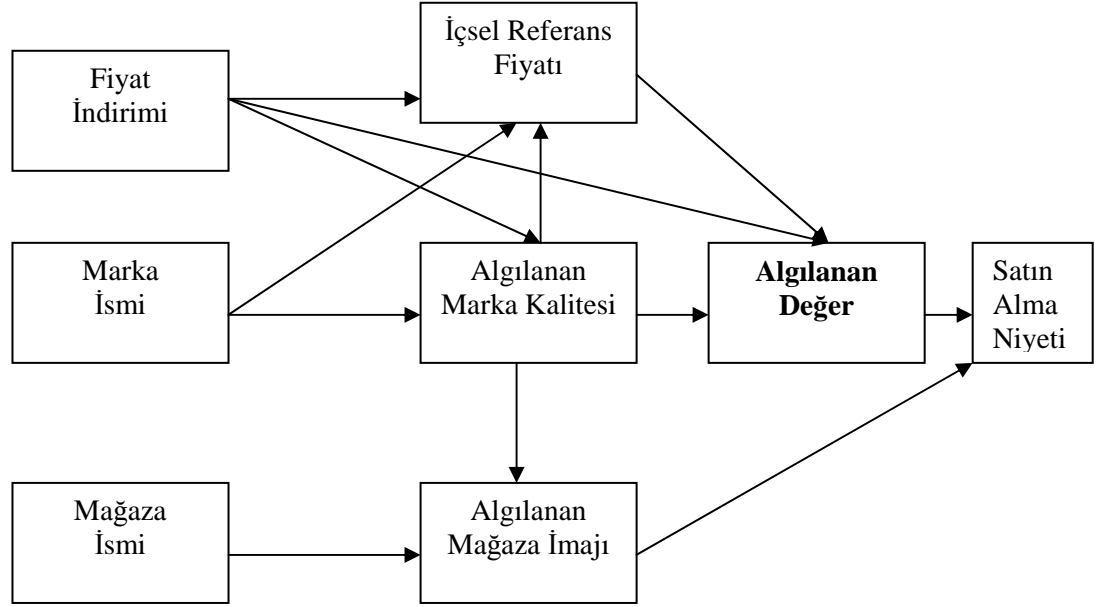 İçsel Referans
Fiyatı
Fiyat
İndirimi
Marka
İsmi
Algılanan
Marka Kalitesi
Algılanan
Değer
Satın
Alma
Niyeti
Mağaza
İsmi
Algılanan
Mağaza İmajı